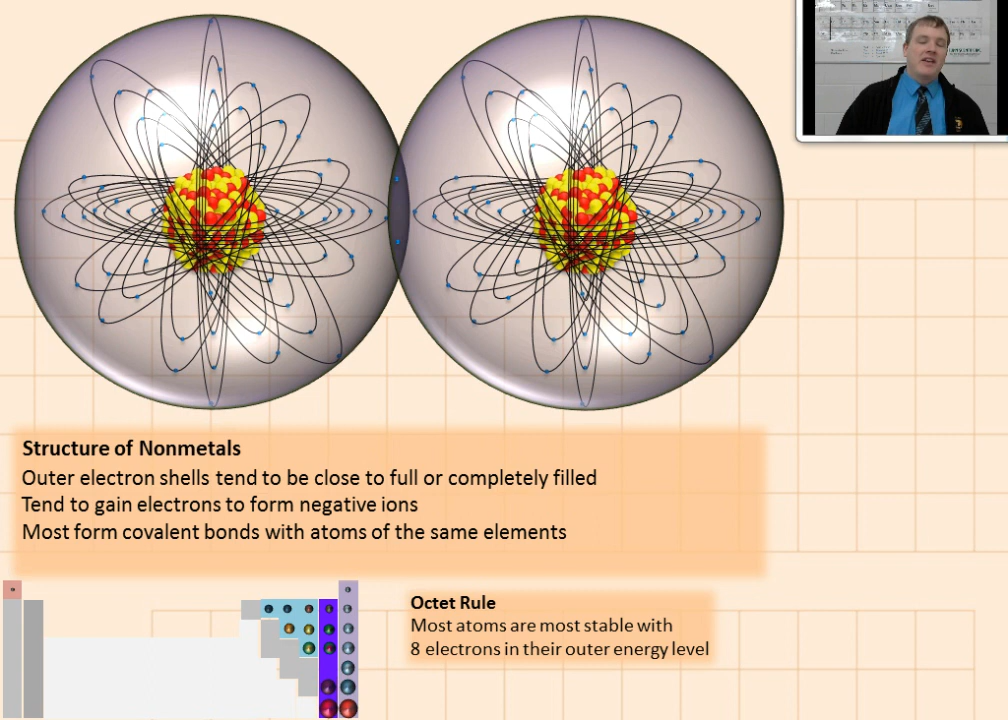 Structure of Nonmetals
Outer electron shells tend to be close to full or completely filled
Tend to gain electrons to form negative ions
Most form covalent bonds with atoms of the same elements
Octet Rule
Most atoms are most stable with
8 electrons in their outer energy level